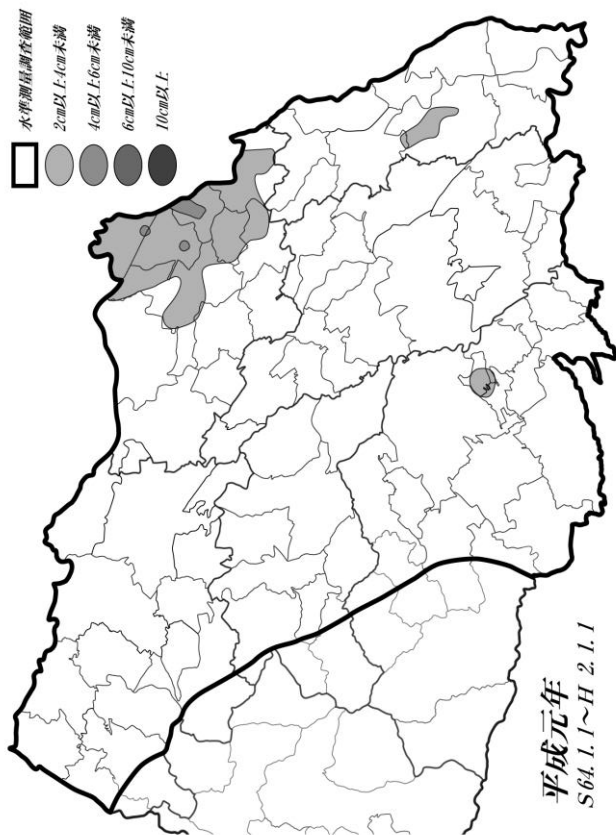 水準測量調査範囲
2cm以上4cm未満
4cm以上6cm未満
6cm以上10cm未満
10cm以上
平成元年
S64.1.1～H 2.1.1